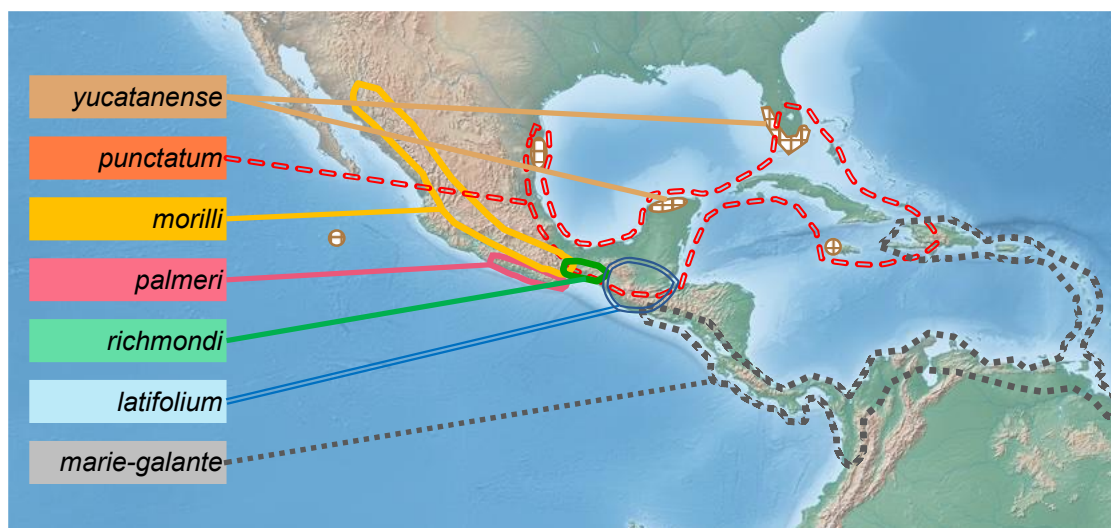 yucatanense
punctatum
morilli
palmeri
richmondi
latifolium
marie-galante